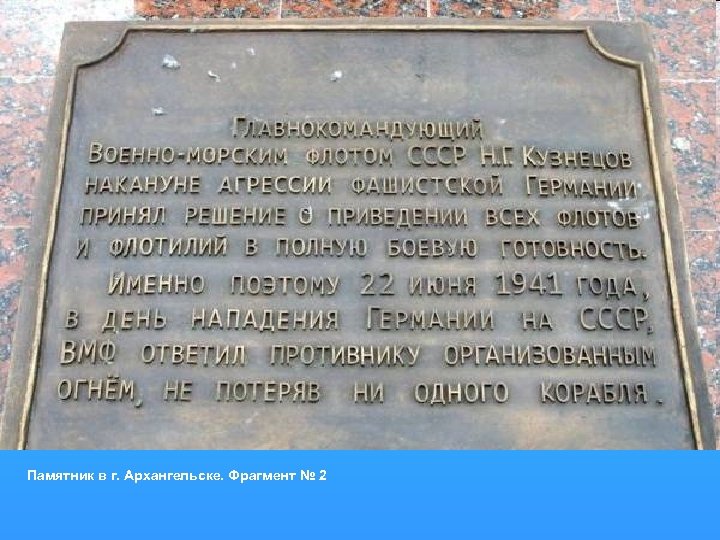 Главнокомандующий
Военно-морским флотом СССР Н.Г. Кузнецов
накануне агрессии фашистской Германии
принял решение о приведении всех флотов
и флотилий в полную боевую готовность.
Именно поэтому 22 июня 1941 года,
в день нападения Германии на СССР,
ВМФ ответил противнику организованным
огнём, не потеряв ни одного корабля.
Памятник в г. Архангельске. Фрагмент № 2